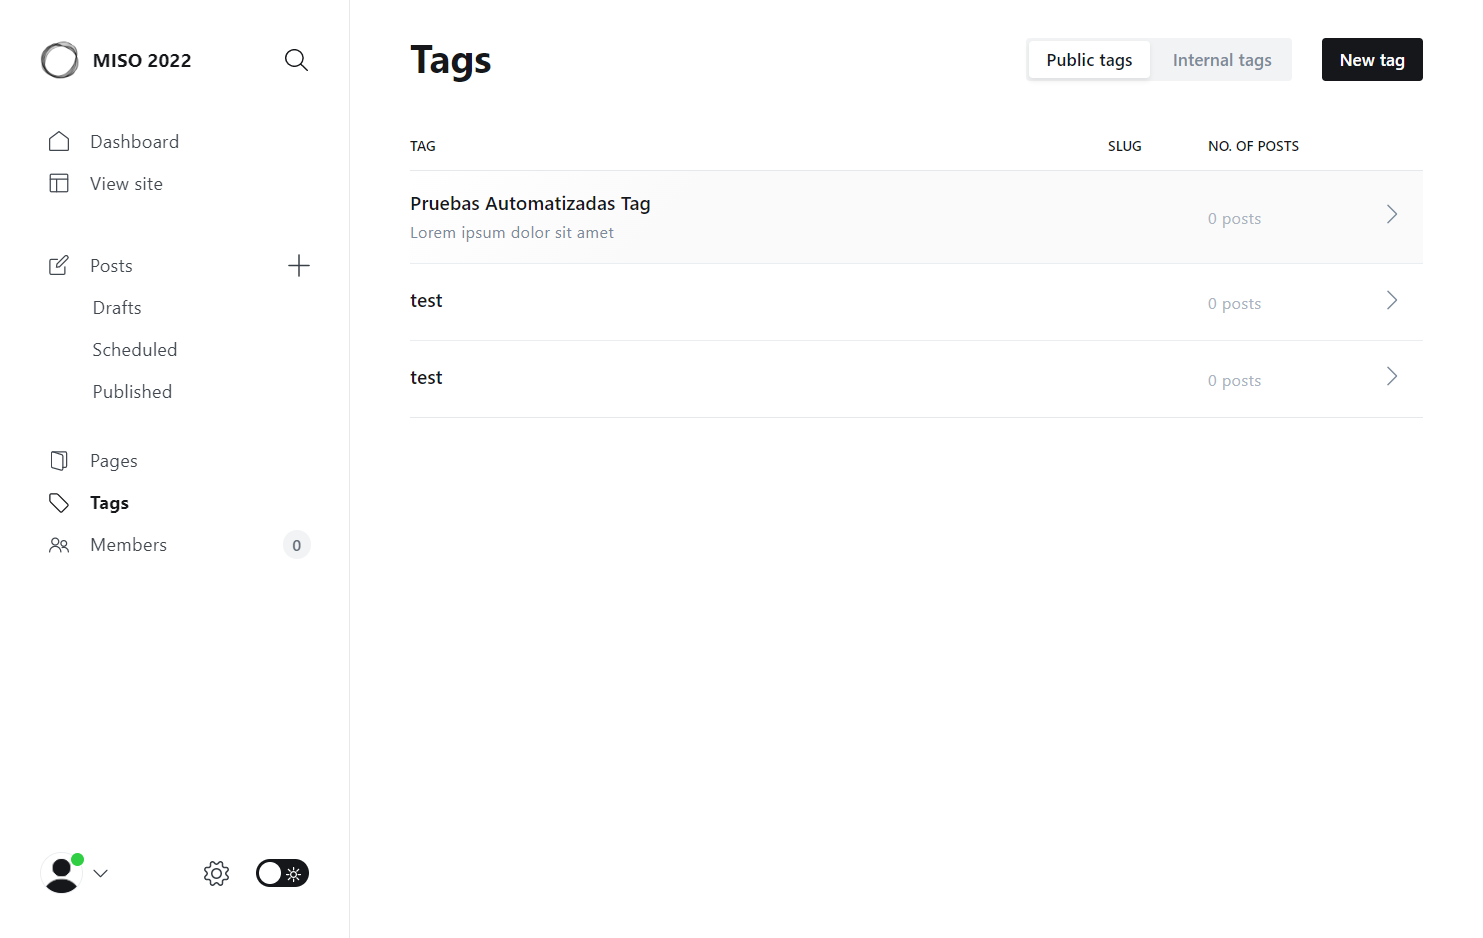 MISO 2022
Dashboard
View site
Posts
Drafts
Scheduled
Published
Pages
Tags
Members 0
Tags
Public tags Internal tags New tag
TAG SLUG NO. OF POSTS
Pruebas Automatizadas Tag
Lorem ipsum dolor sit amet
0 posts
test 0 posts
test 0 posts